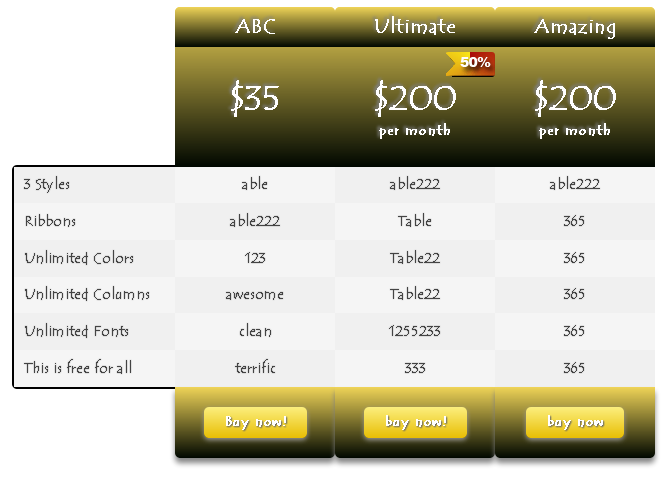 ABC Ultimate Amazing
50%
$35 $200 $200
per month per month
3 Styles able able222 able222
Ribbons able222 Table 365
Unlimited Colors 123 Table22 365
Unlimited Columns awesome Table22 365
Unlimited Fonts clean 1255233 365
This is free for all terrific 333 365
Buy now! buy now! buy now